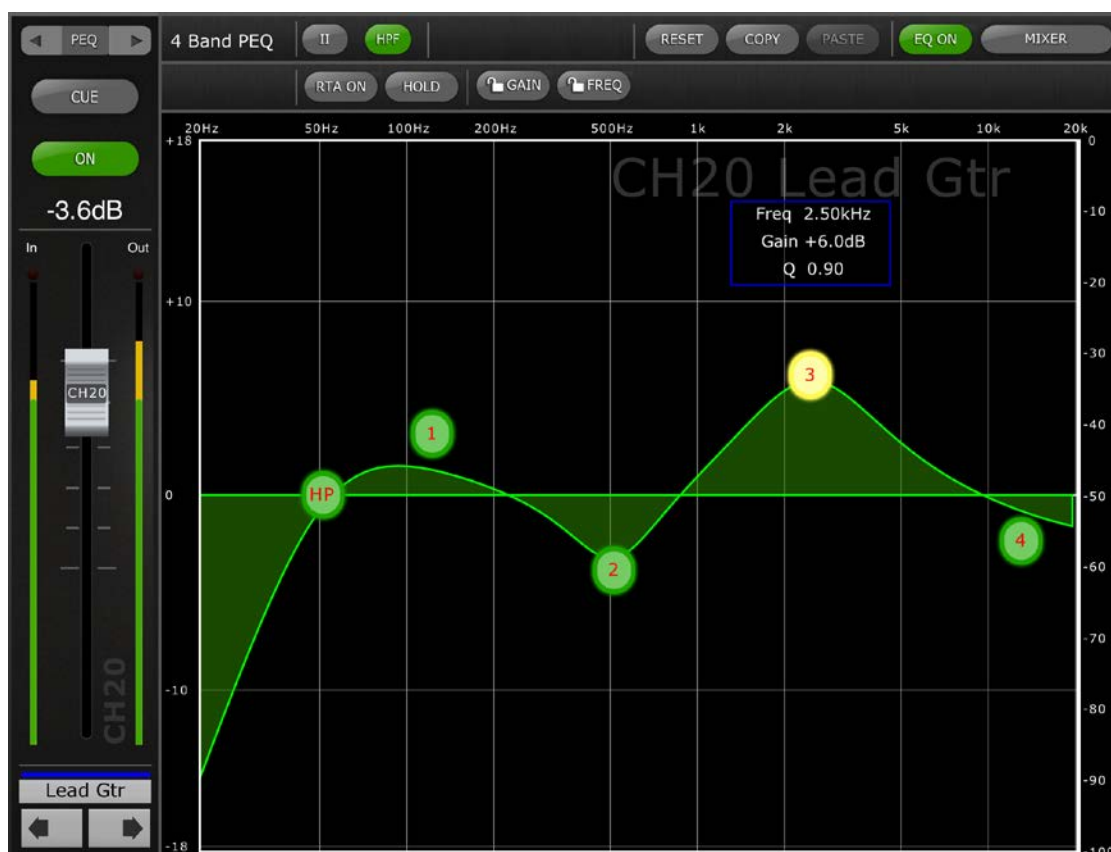 PEQ
4 Band PEQ
II
HPF
RESET
COPY
PASTE
EQ ON
MIXER
CUE
RTA ON
HOLD
GAIN
FREQ
ON
-3.6dB
In
Out
CH20
CH20
Lead Gtr
20Hz 50Hz 100Hz 200Hz 500Hz 1k 2k 5k 10k 20k
+18
+10
0
-10
-18
CH20 Lead Gtr
Freq 2.50kHz
Gain +6.0dB
Q 0.90
HP
1
2
3
4
0
-10
-20
-30
-40
-50
-60
-70
-80
-90
-100